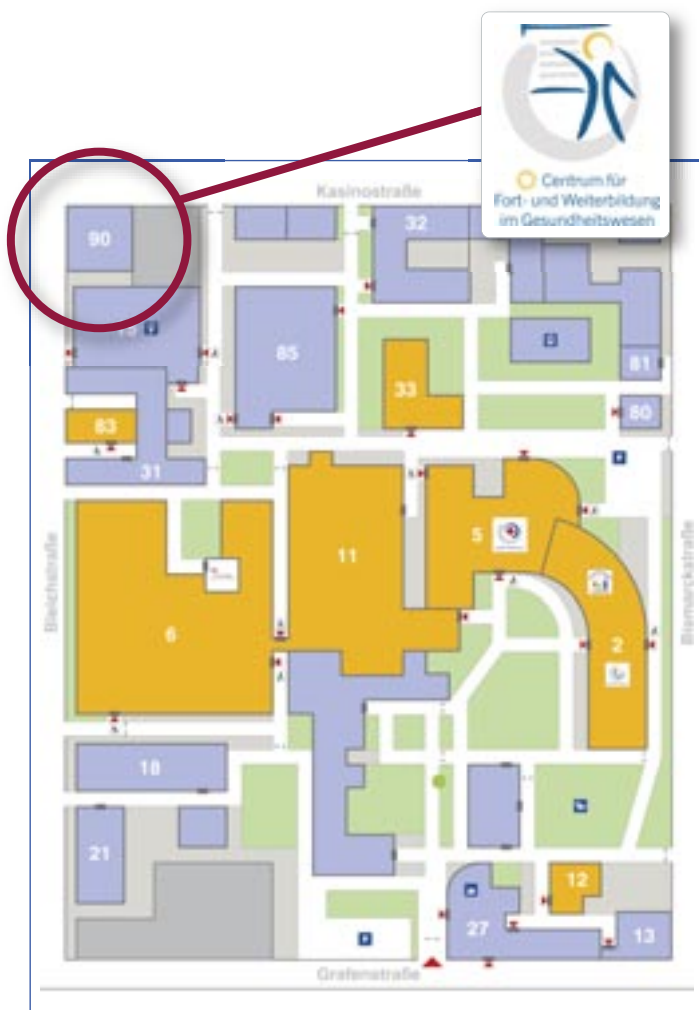 Centrum für
Fort- und Weiterbildung
im Gesundheitswesen
Kasinostraße
32
90
85
81
33
80
83
31
5
11
Bleichstraße
Bismarckstraße
6
2
18
21
12
27
13
Grafenstraße